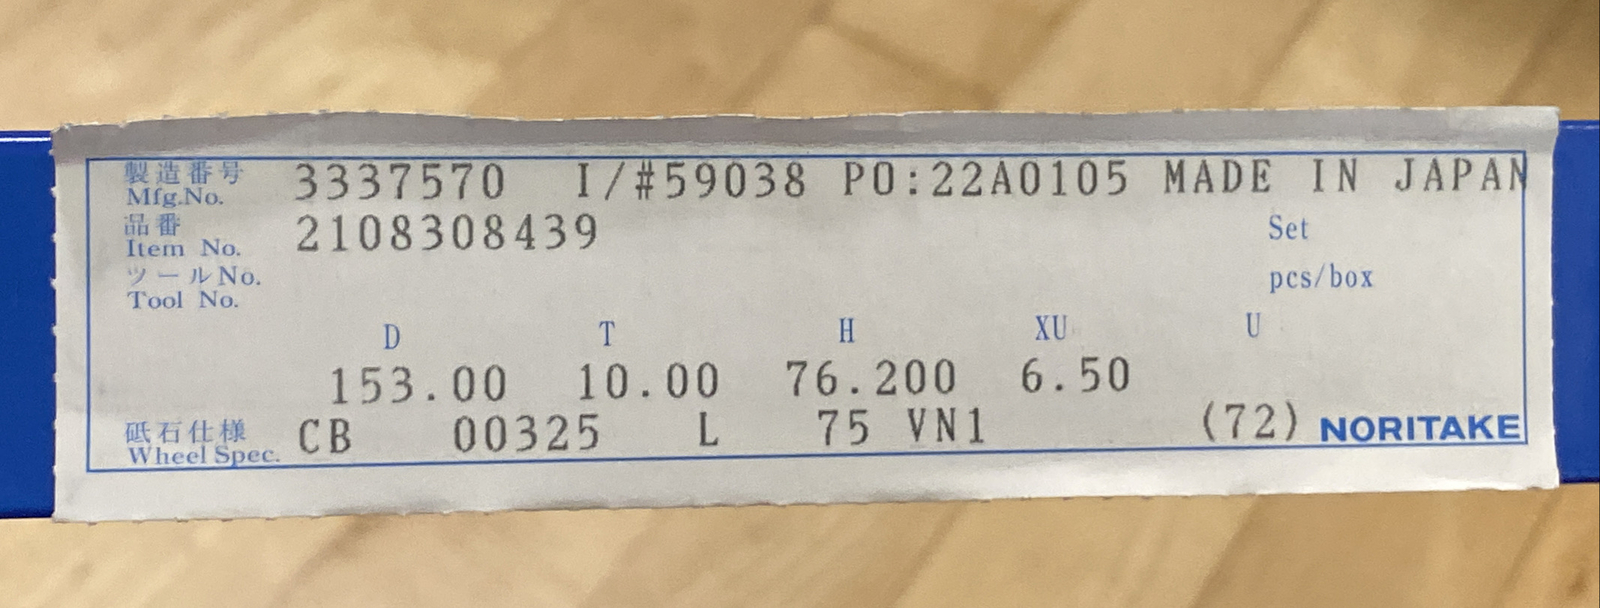 製造番号
Mfg.No. 3337570 I/#59038 PO:22A0105 MADE IN JAPAN
品番
Item No. 2108308439 Set
ツールNo.
Tool No. pcs/box
D T H XU U
153.00 10.00 76.200 6.50
砥石仕様
Wheel Spec. CB 00325 L 75 VN1 (72) NORITAKE